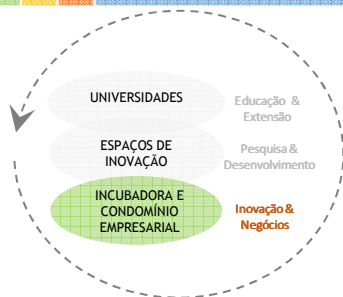 UNIVERSIDADES
Educação &
Extensão
ESPAÇOS DE
INOVAÇÃO
Pesquisa &
Desenvolvimento
INCUBADORA E
CONDOMÍNIO
EMPRESARIAL
Inovação &
Negócios